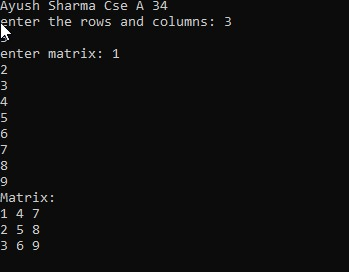 Ayush Sharma Cse A 34
enter the rows and columns: 3
3
enter matrix: 1
2
3
4
5
6
7
8
9
Matrix:
1 4 7
2 5 8
3 6 9